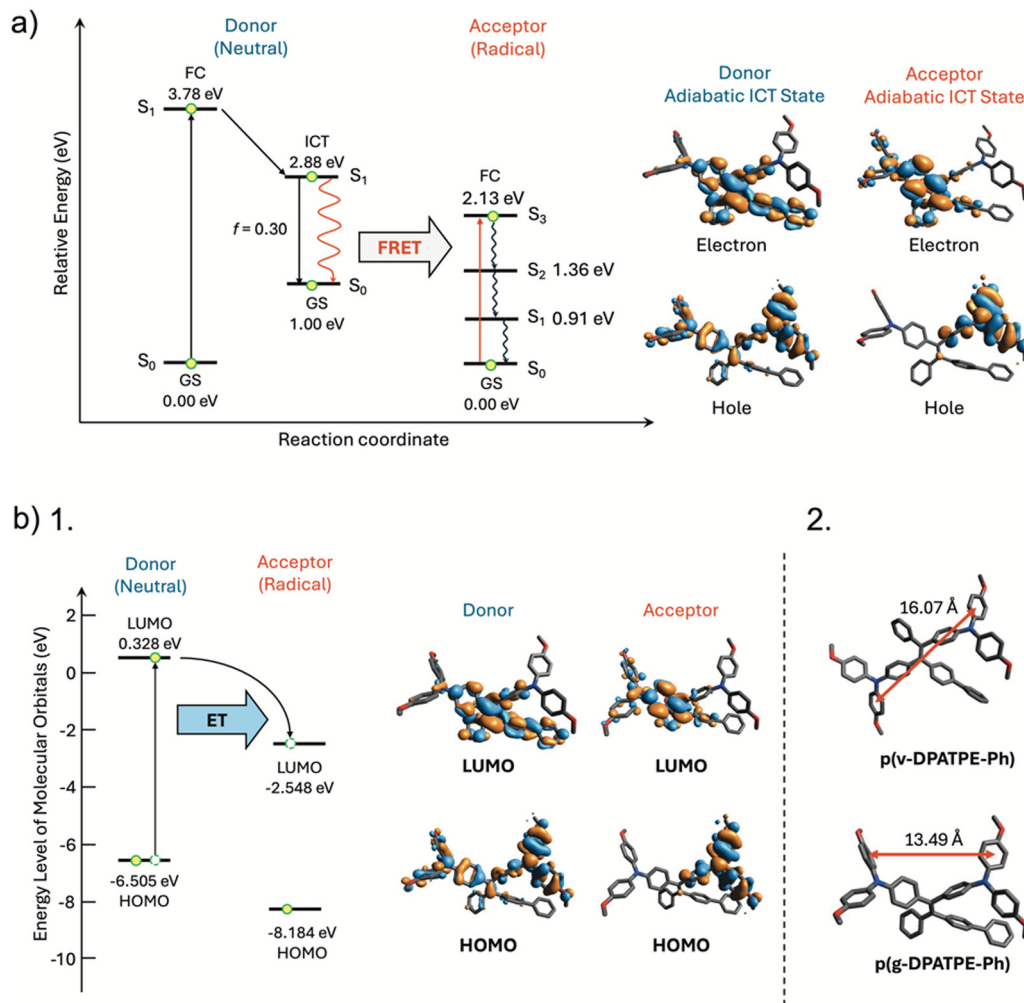 a)
Donor
(Neutral)
Acceptor
(Radical)
Relative Energy (eV)
Reaction coordinate
FC
3.78 eV
S1
S0
GS
0.00 eV
ICT
2.88 eV
S1
f = 0.30
S0
GS
1.00 eV
FRET
FC
2.13 eV
S3
S2 1.36 eV
S1 0.91 eV
S0
GS
0.00 eV
Donor
Adiabatic ICT State
Acceptor
Adiabatic ICT State
Electron
Electron
Hole
Hole
b) 1.
Donor
(Neutral)
Acceptor
(Radical)
Energy Level of Molecular Orbitals (eV)
2
0
-2
-4
-6
-8
-10
LUMO
0.328 eV
ET
LUMO
-2.548 eV
-6.505 eV
HOMO
-8.184 eV
HOMO
Donor
Acceptor
LUMO
LUMO
HOMO
HOMO
2.
16.07 Å
p(v-DPATPE-Ph)
13.49 Å
p(g-DPATPE-Ph)